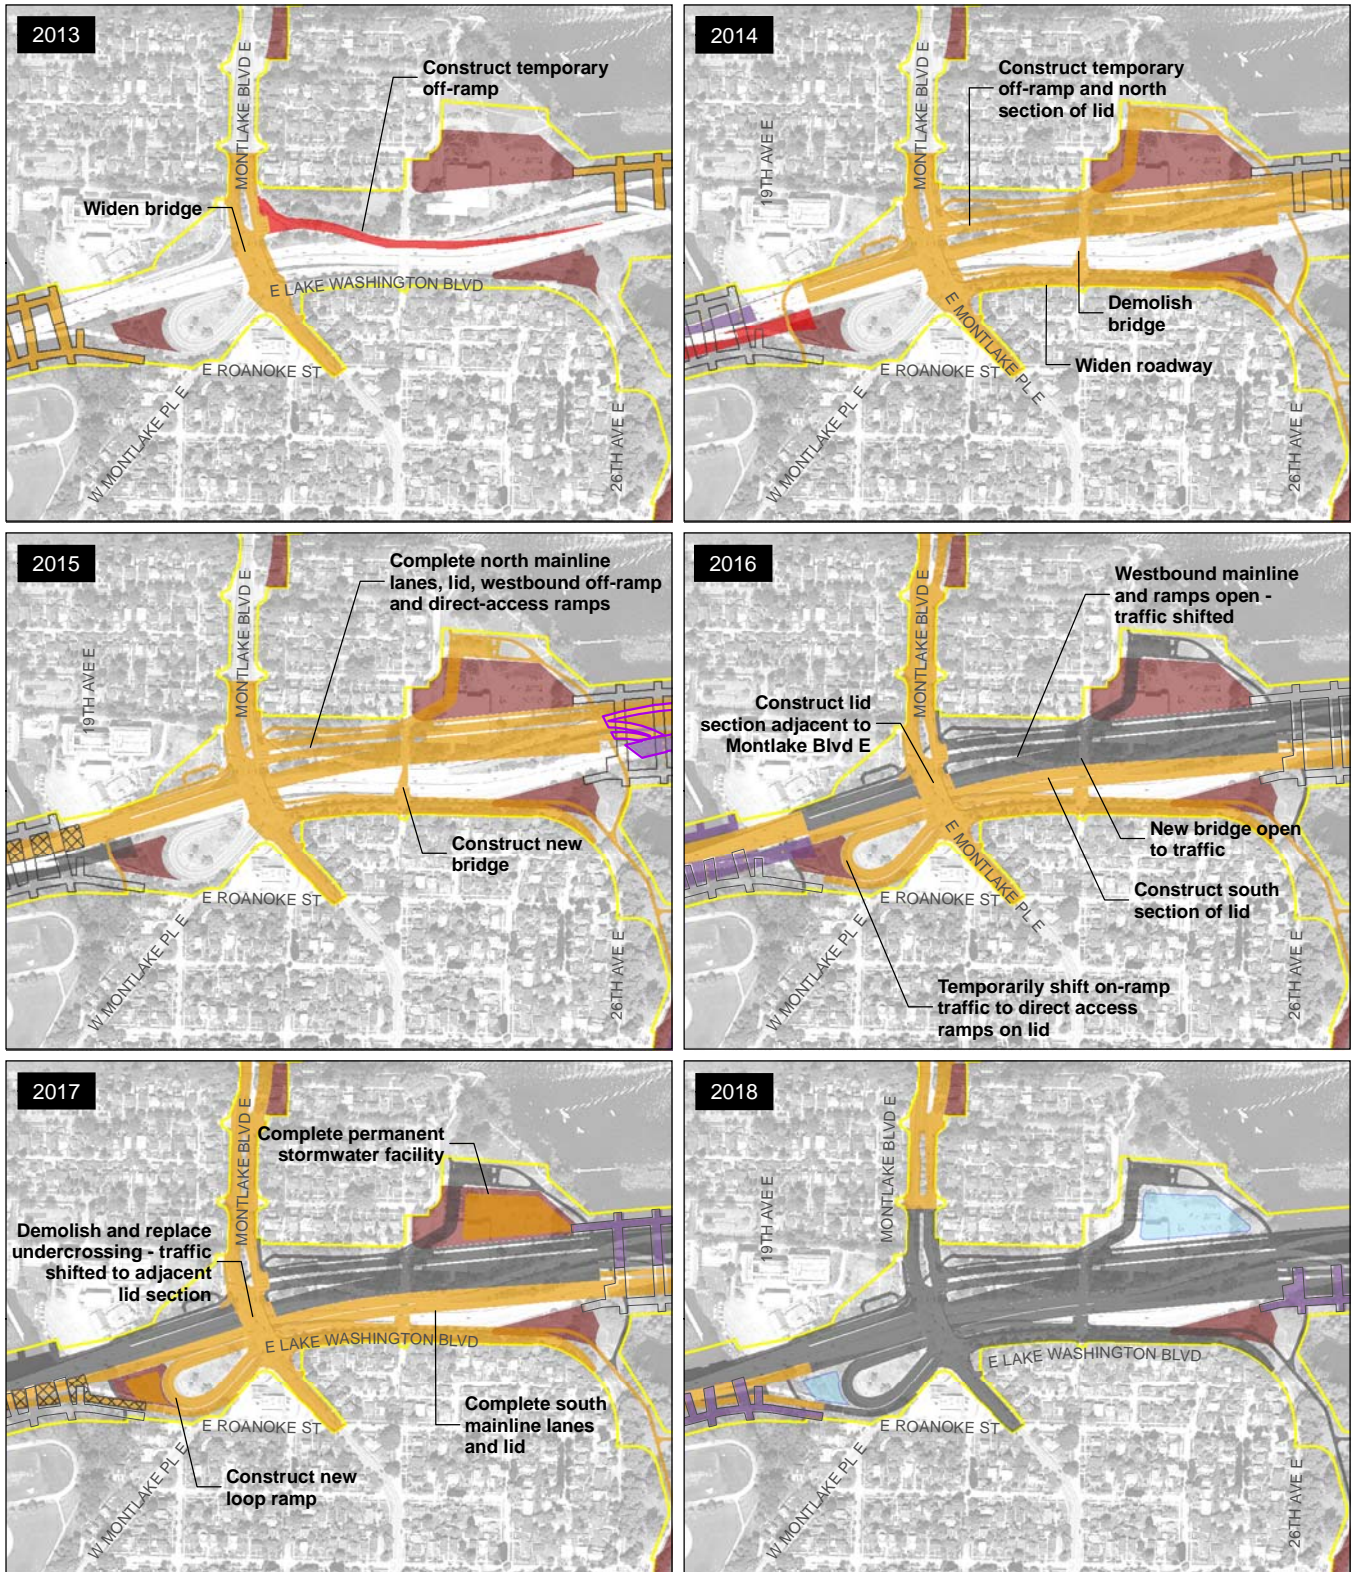 2013
MONTLAKE BLVD E
Construct temporary
off-ramp
Widen bridge
E LAKE WASHINGTON BLVD
E ROANOKE ST
W MONTLAKE PL E
26TH AVE E
2014
MONTLAKE BLVD E
19TH AVE E
Construct temporary
off-ramp and north
section of lid
Demolish
bridge
Widen roadway
E MONTLAKE PL E
E ROANOKE ST
W MONTLAKE PL E
26TH AVE E
2015
MONTLAKE BLVD E
19TH AVE E
Complete north mainline
lanes, lid, westbound off-ramp
and direct-access ramps
Construct new
bridge
E ROANOKE ST
W MONTLAKE PL E
26TH AVE E
2016
MONTLAKE BLVD E
Westbound mainline
and ramps open -
traffic shifted
Construct lid
section adjacent to
Montlake Blvd E
New bridge open
to traffic
Construct south
section of lid
E MONTLAKE PL E
E ROANOKE ST
W MONTLAKE PL E
26TH AVE E
Temporarily shift on-ramp
traffic to direct access
ramps on lid
2017
MONTLAKE BLVD E
Complete permanent
stormwater facility
Demolish and replace
undercrossing - traffic
shifted to adjacent
lid section
E LAKE WASHINGTON BLVD
Complete south
mainline lanes
and lid
E ROANOKE ST
W MONTLAKE PL E
Construct new
loop ramp
2018
MONTLAKE BLVD E
19TH AVE E
E LAKE WASHINGTON BLVD
E ROANOKE ST
W MONTLAKE PL E
26TH AVE E